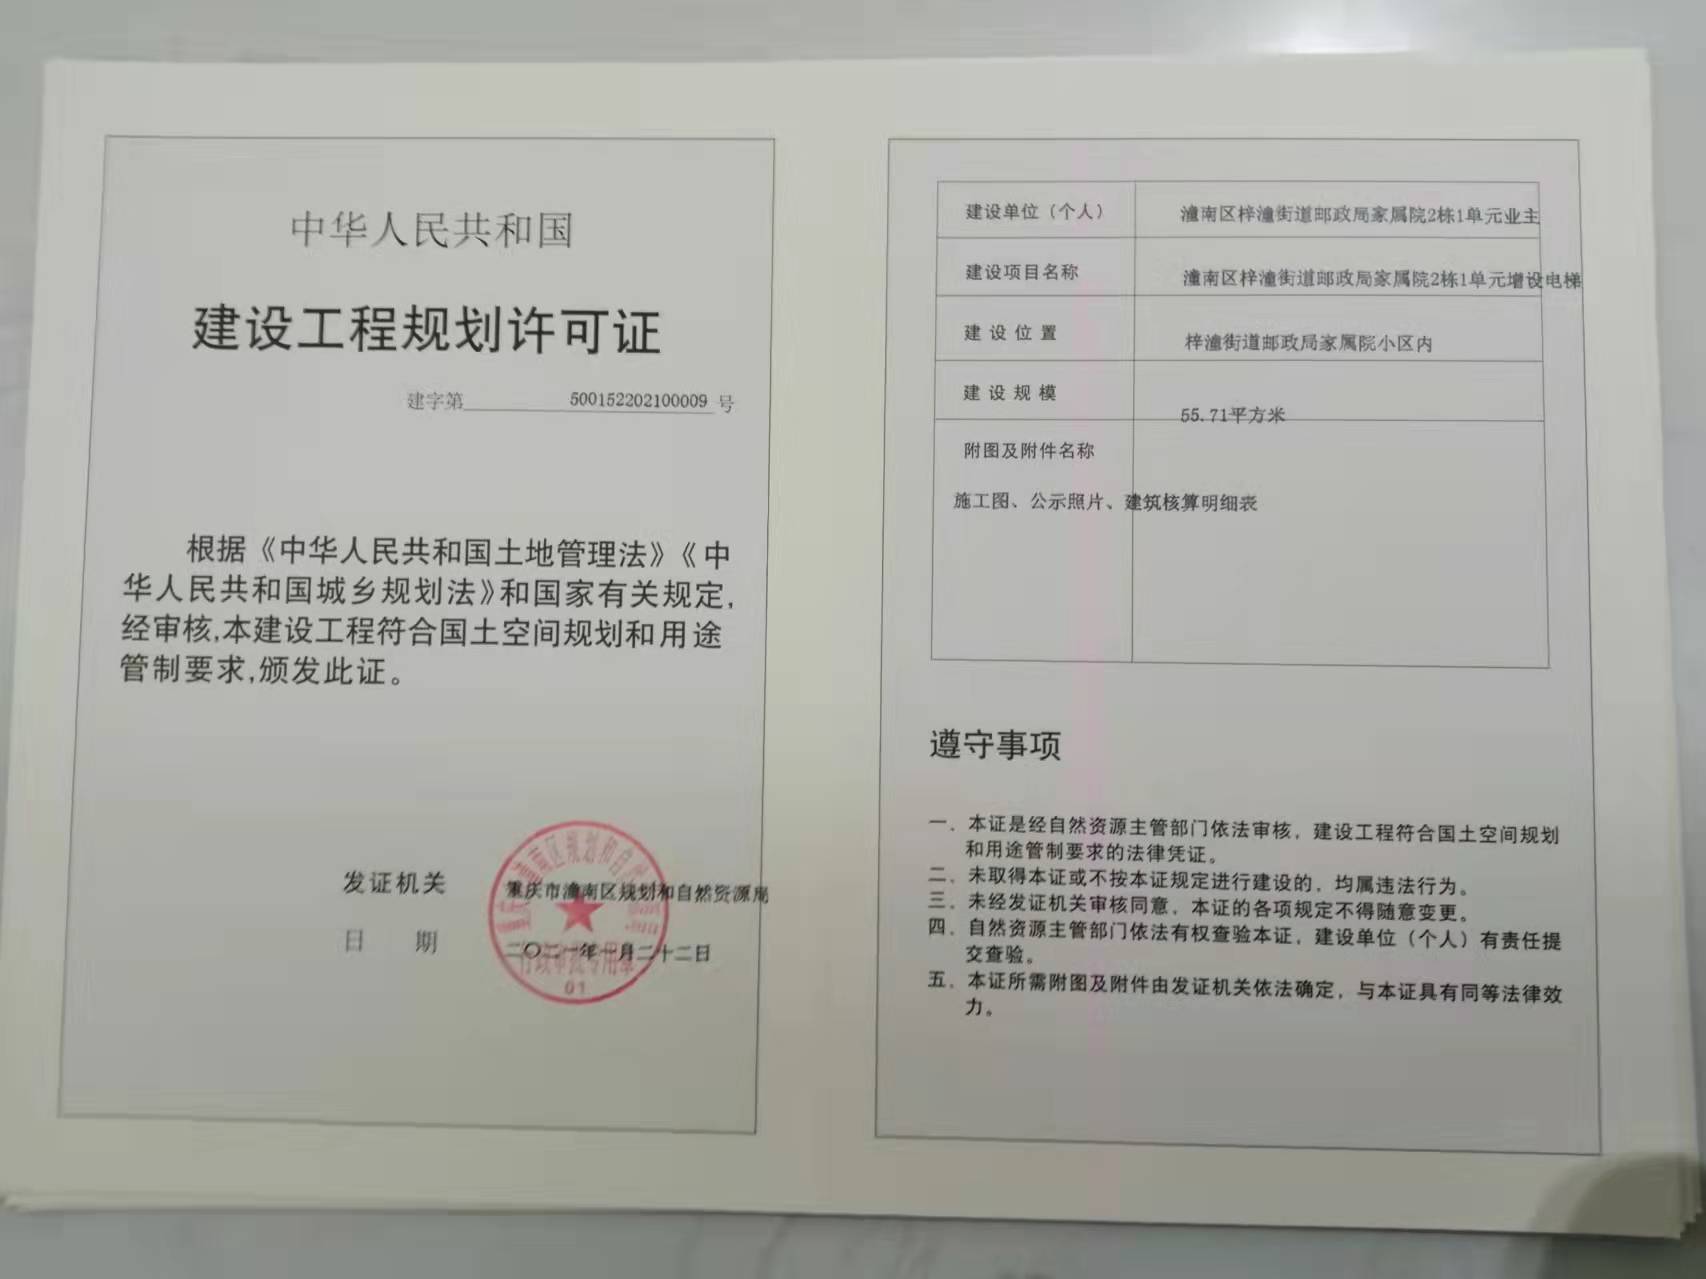 中华人民共和国
建设工程规划许可证
建字第 500152202100009 号
根据《中华人民共和国土地管理法》《中
华人民共和国城乡规划法》和国家有关规定,
经审核,本建设工程符合国土空间规划和用途
管制要求,颁发此证。
发证机关 重庆市潼南区规划和自然资源局
日 期 二〇二一年一月二十二日
01
建设单位（个人） 潼南区梓潼街道邮政局家属院2栋1单元业主
建设项目名称 潼南区梓潼街道邮政局家属院2栋1单元增设电梯
建设位置 梓潼街道邮政局家属院小区内
建设规模 55.71平方米
附图及附件名称
施工图、公示照片、建筑核算明细表
遵守事项
一、本证是经自然资源主管部门依法审核，建设工程符合国土空间规划
和用途管制要求的法律凭证。
二、未取得本证或不按本证规定进行建设的，均属违法行为。
三、未经发证机关审核同意，本证的各项规定不得随意变更。
四、自然资源主管部门依法有权查验本证，建设单位（个人）有责任提
交查验。
五、本证所需附图及附件由发证机关依法确定，与本证具有同等法律效
力。